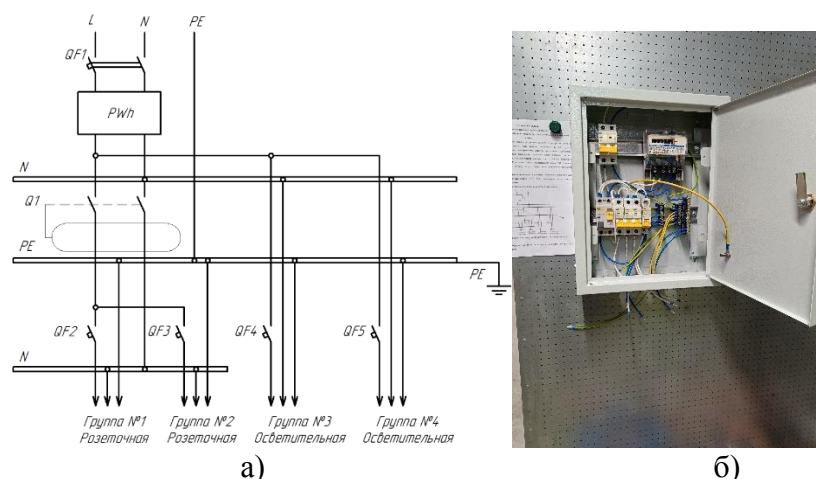 L N PE
QF1
PWh
N
Q1
PE
PE
QF2 QF3 QF4 QF5
N
Группа №1 Группа №2 Группа №3 Группа №4
Розеточная Розеточная Осветительная Осветительная
а) б)